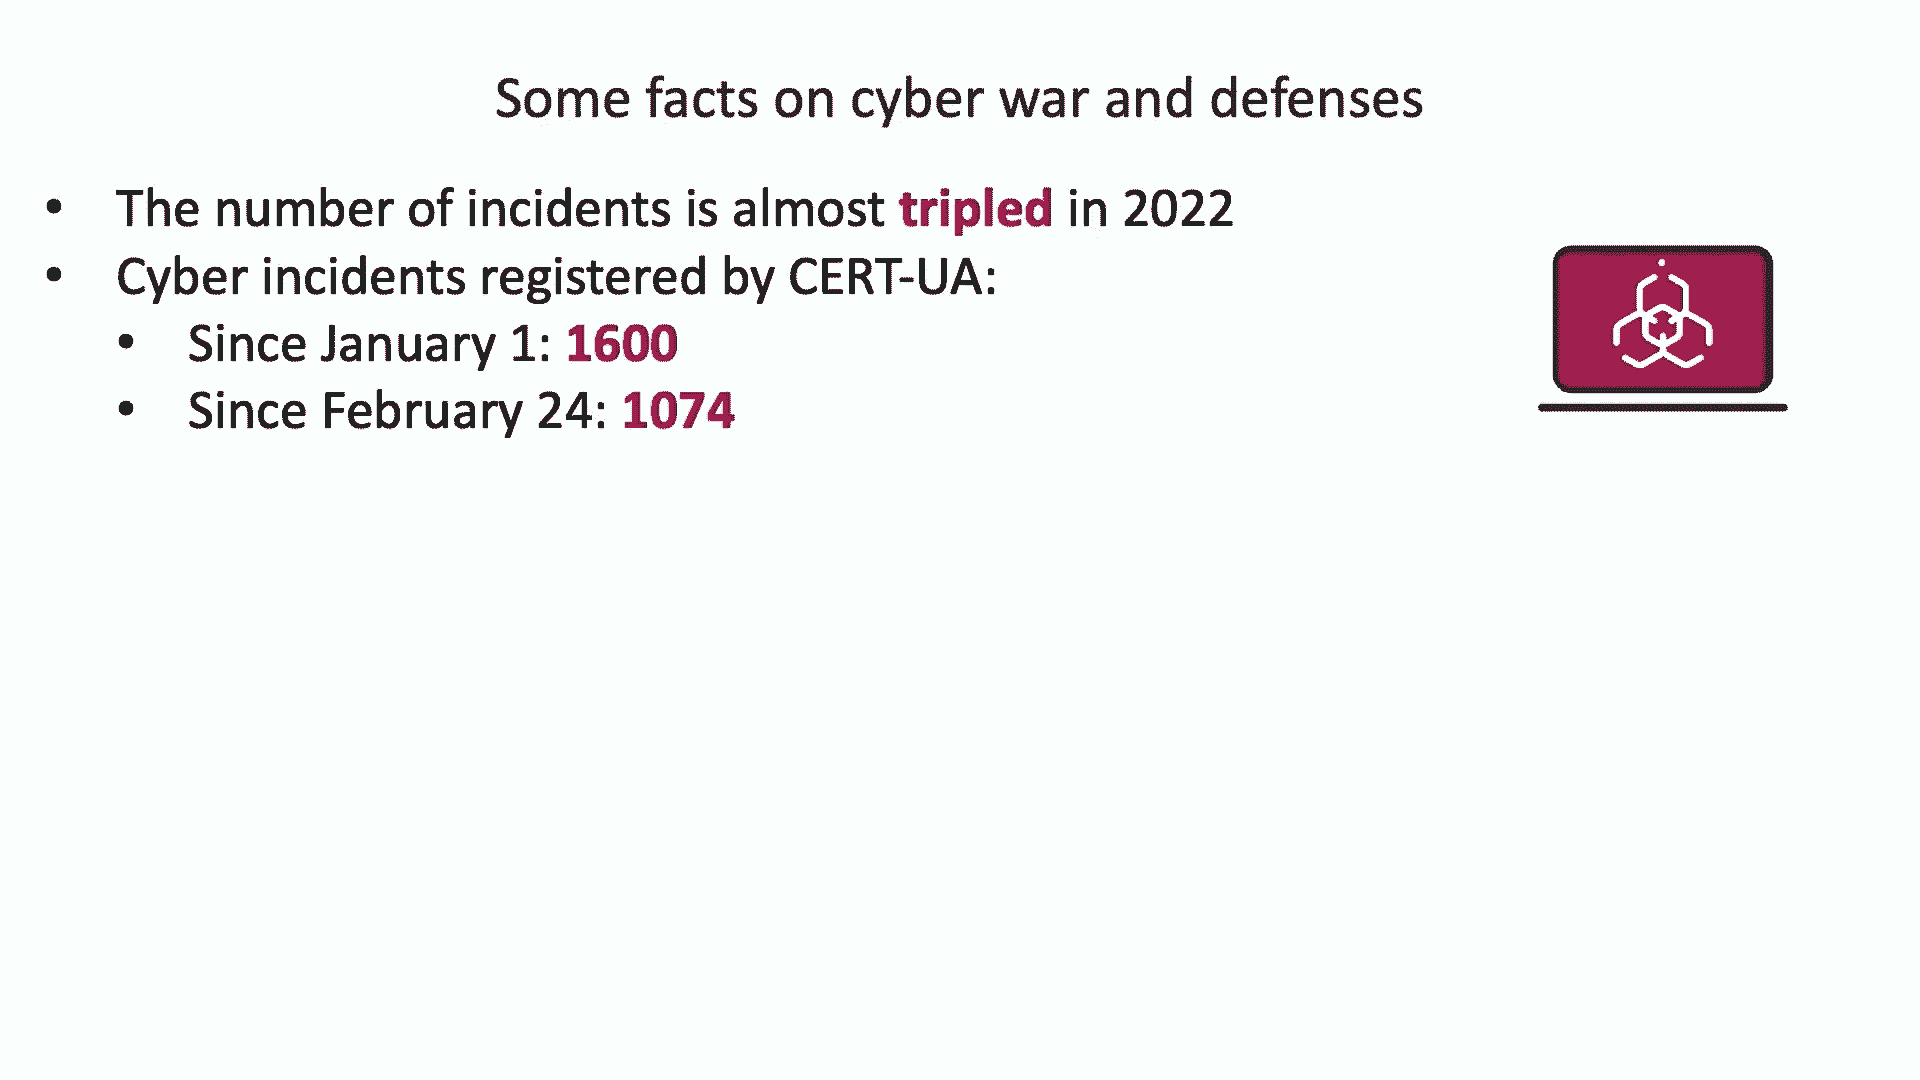 Some facts on cyber war and defenses
• The number of incidents is almost tripled in 2022
• Cyber incidents registered by CERT-UA:
• Since January 1: 1600
• Since February 24: 1074